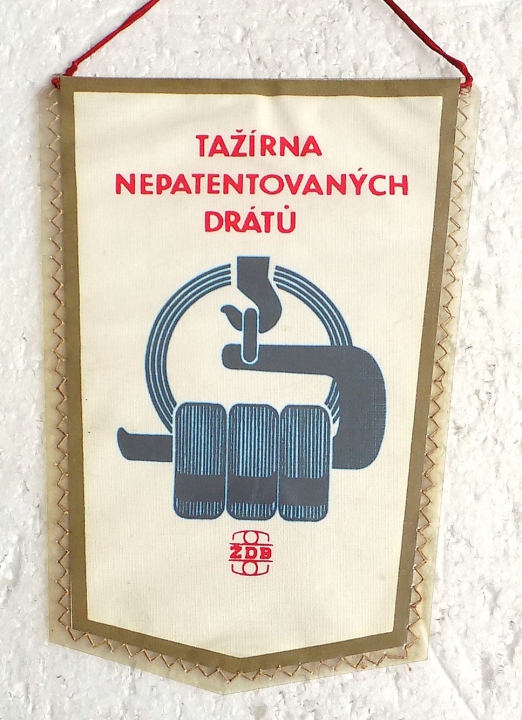 TAŽÍRNA
NEPATENTOVANÝCH
DRÁTŮ
ŽDB